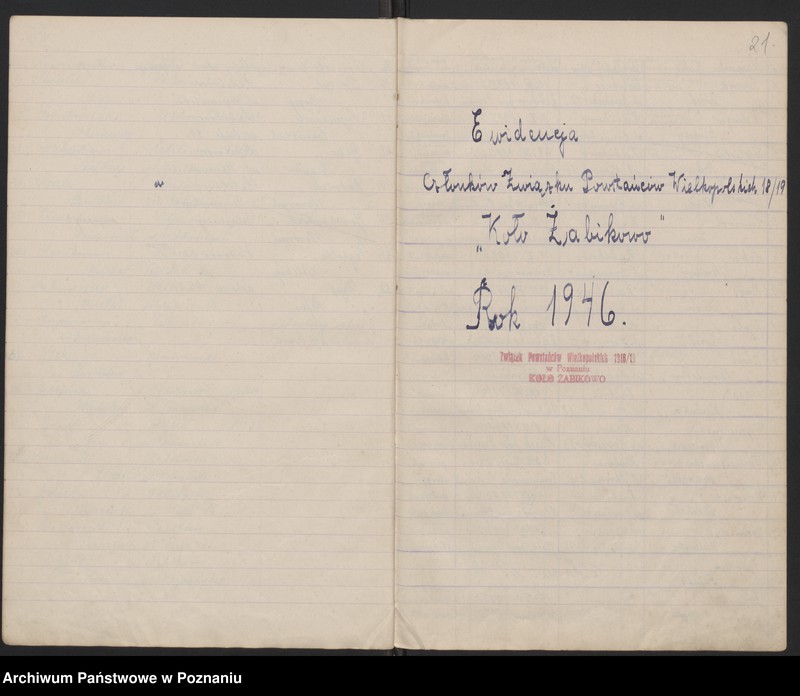 21.
Ewidencja
Członków Związku Powstańców Wielkopolskich 18/19
„Koło Żabikowo”
Rok 1946.
Związek Powstańców Wielkopolskich 1918/19
w Poznaniu
KOŁO ŻABIKOWO
Archiwum Państwowe w Poznaniu